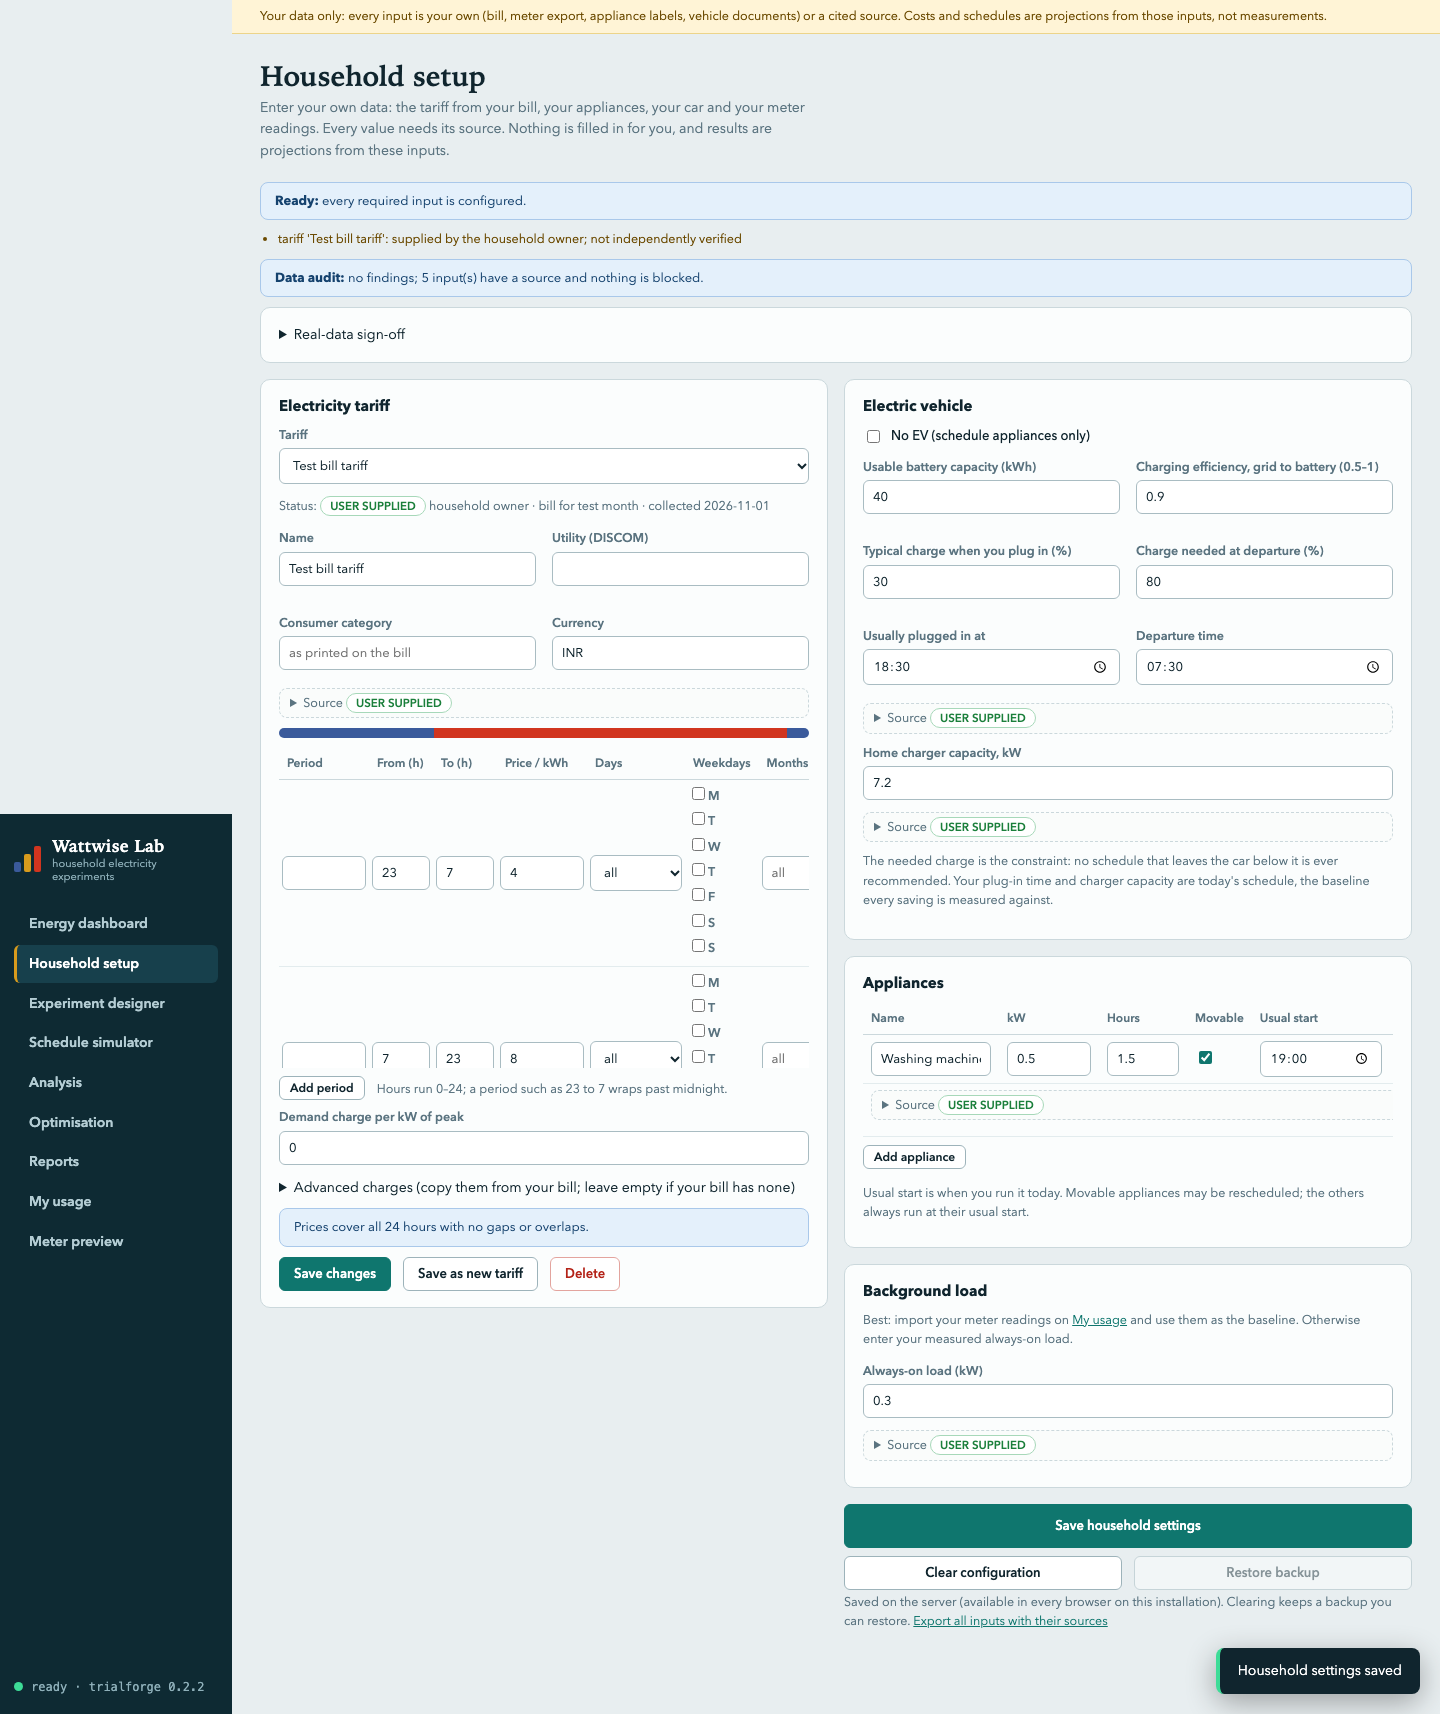 Your data only: every input is your own (bill, meter export, appliance labels, vehicle documents) or a cited source. Costs and schedules are projections from those inputs, not measurements.
Household setup
Enter your own data: the tariff from your bill, your appliances, your car and your meter
readings. Every value needs its source. Nothing is filled in for you, and results are
projections from these inputs.
Ready: every required input is configured.
• tariff 'Test bill tariff': supplied by the household owner; not independently verified
Data audit: no findings; 5 input(s) have a source and nothing is blocked.
Real-data sign-off
Electricity tariff
Tariff
Test bill tariff
Status: USER SUPPLIED household owner · bill for test month · collected 2026-11-01
Name Utility (DISCOM)
Test bill tariff
Consumer category Currency
as printed on the bill INR
Source USER SUPPLIED
Period From (h) To (h) Price / kWh Days Weekdays Months
M
T
W
23 7 4 all T all
F
S
S
M
T
W
7 23 8 all T all
Add period Hours run 0–24; a period such as 23 to 7 wraps past midnight.
Demand charge per kW of peak
0
Advanced charges (copy them from your bill; leave empty if your bill has none)
Prices cover all 24 hours with no gaps or overlaps.
Save changes Save as new tariff Delete
Electric vehicle
No EV (schedule appliances only)
Usable battery capacity (kWh) Charging efficiency, grid to battery (0.5–1)
40 0.9
Typical charge when you plug in (%) Charge needed at departure (%)
30 80
Usually plugged in at Departure time
18:30 07:30
Source USER SUPPLIED
Home charger capacity, kW
7.2
Source USER SUPPLIED
The needed charge is the constraint: no schedule that leaves the car below it is ever
recommended. Your plug-in time and charger capacity are today's schedule, the baseline
every saving is measured against.
Appliances
Name kW Hours Movable Usual start
Washing machine 0.5 1.5 19:00
Source USER SUPPLIED
Add appliance
Usual start is when you run it today. Movable appliances may be rescheduled; the others
always run at their usual start.
Background load
Best: import your meter readings on My usage and use them as the baseline. Otherwise
enter your measured always-on load.
Always-on load (kW)
0.3
Source USER SUPPLIED
Save household settings
Clear configuration Restore backup
Saved on the server (available in every browser on this installation). Clearing keeps a backup you
can restore. Export all inputs with their sources
Household settings saved
Wattwise Lab
household electricity
experiments
Energy dashboard
Household setup
Experiment designer
Schedule simulator
Analysis
Optimisation
Reports
My usage
Meter preview
ready · trialforge 0.2.2